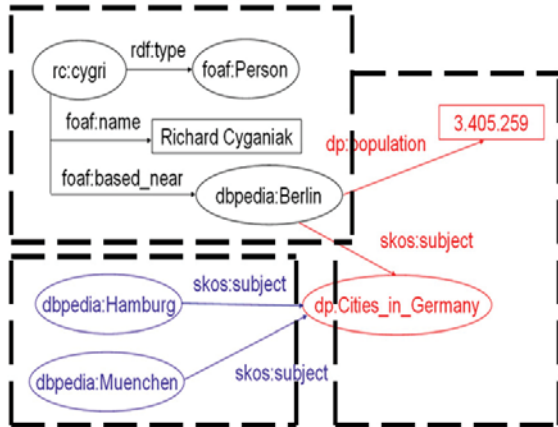 rdf:type
rc:cygri
foaf:Person
foaf:name
Richard Cyganiak
3.405.259
dp:population
foaf:based_near
dbpedia:Berlin
skos:subject
skos:subject
dbpedia:Hamburg
dp:Cities_in_Germany
skos:subject
dbpedia:Muenchen